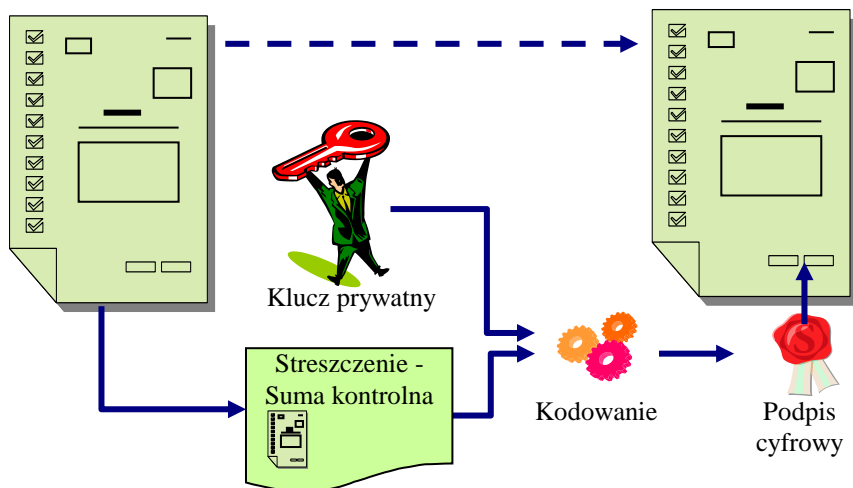 Klucz prywatny
Streszczenie -
Suma kontrolna
Kodowanie
Podpis
cyfrowy
S